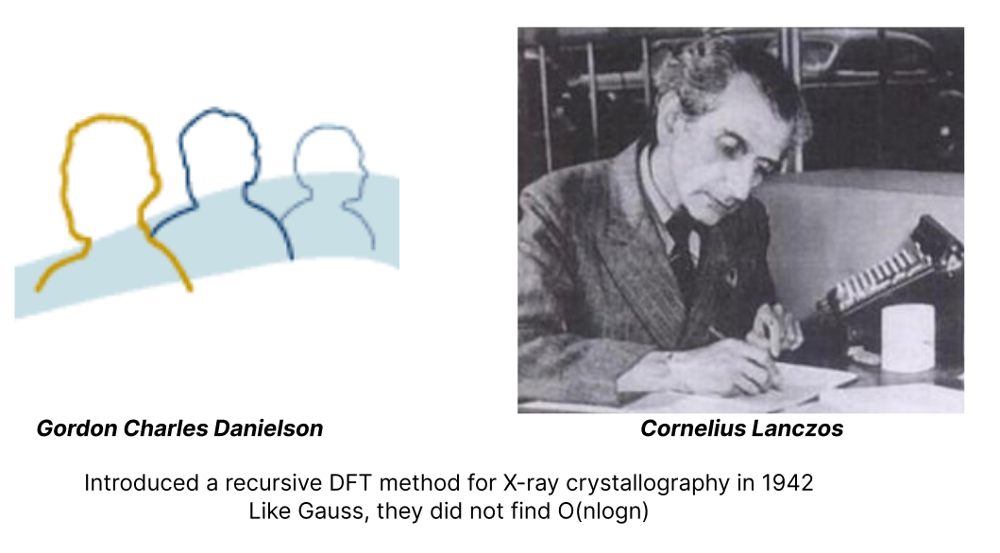 Gordon Charles Danielson
Cornelius Lanczos
Introduced a recursive DFT method for X-ray crystallography in 1942
Like Gauss, they did not find O(nlogn)